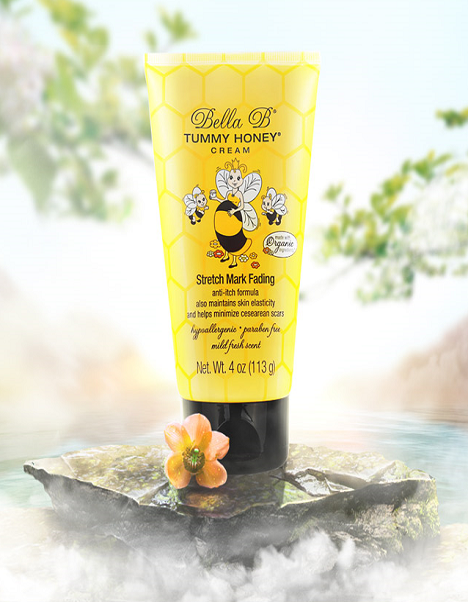 Bella B®
TUMMY HONEY®
CREAM
made with
Organic
ingredients
Stretch Mark Fading
anti-itch formula
also maintains skin elasticity
and helps minimize cesearean scars
hypoallergenic • paraben free
mild fresh scent
Net. Wt. 4 oz (113 g)